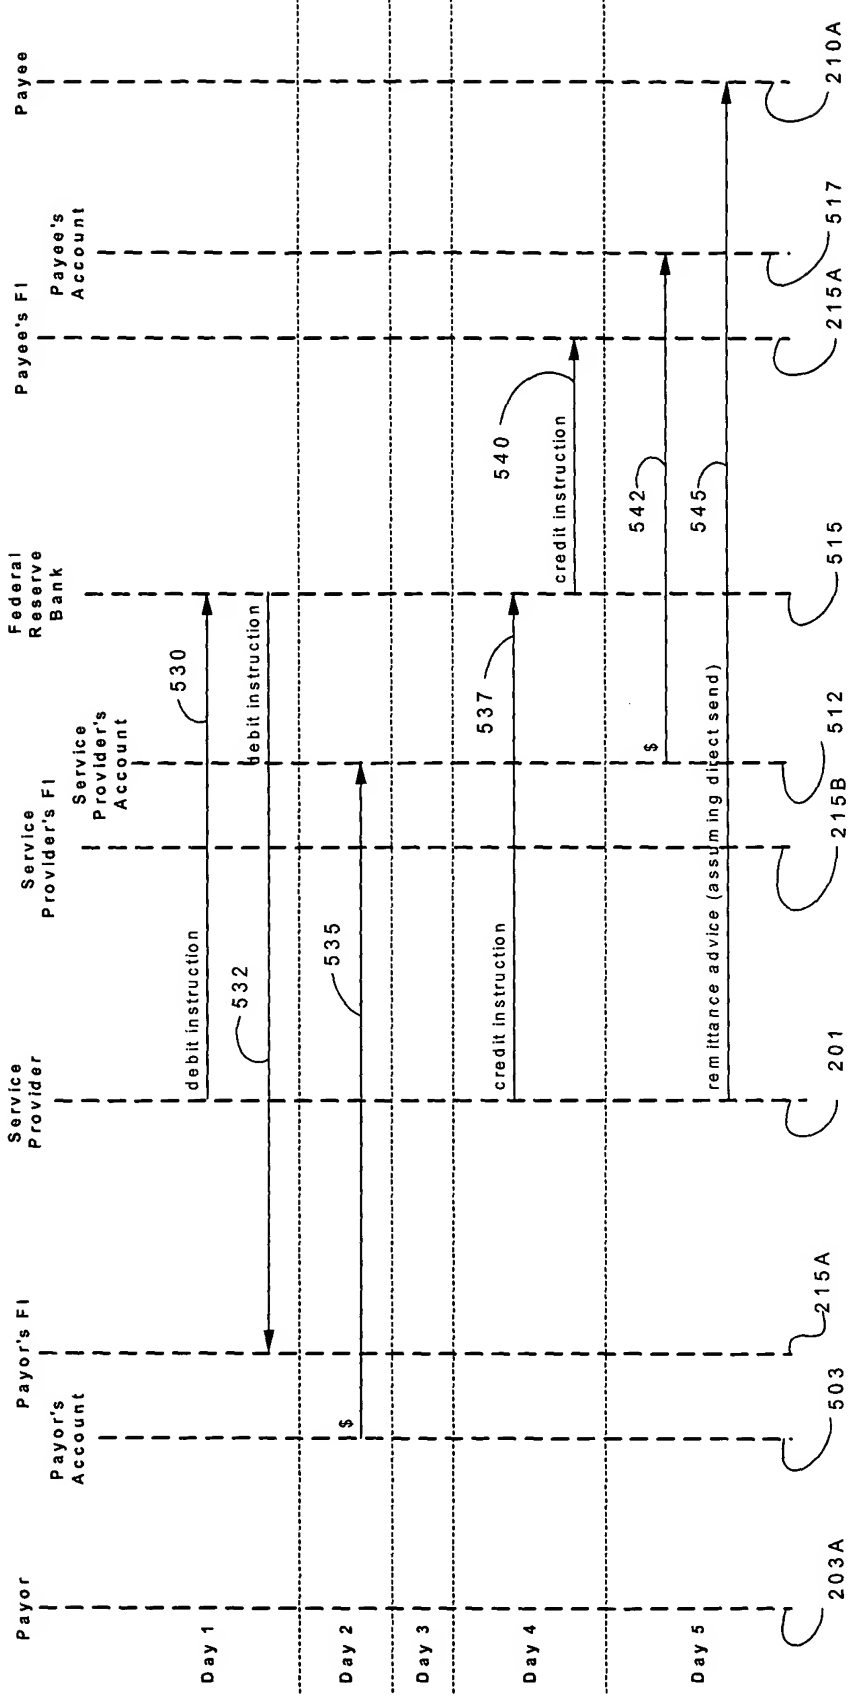 Payor
Payor's FI
Payor's
Account
Service
Provider
Service
Provider's FI
Service
Provider's
Account
Federal
Reserve
Bank
Payee's FI
Payee's
Account
Payee
Day 1
debit instruction
530
532
debit instruction
Day 2
$
535
Day 3
Day 4
credit instruction
537
credit instruction
540
Day 5
$
542
remittance advice (assuming direct send)
545
203A
503
215A
201
215B
512
515
215A
517
210A